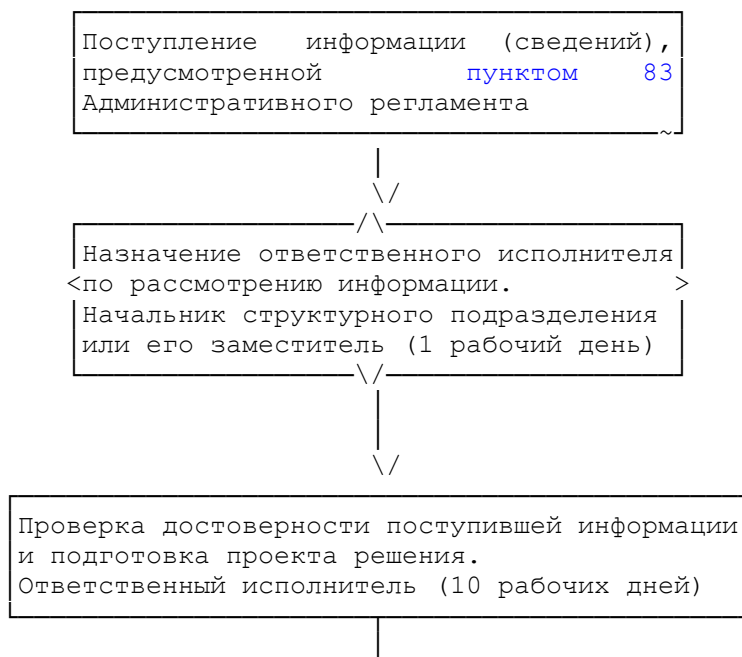 Поступление информации (сведений),
предусмотренной пунктом 83
Административного регламента
Назначение ответственного исполнителя
по рассмотрению информации.
Начальник структурного подразделения
или его заместитель (1 рабочий день)
Проверка достоверности поступившей информации
и подготовка проекта решения.
Ответственный исполнитель (10 рабочих дней)